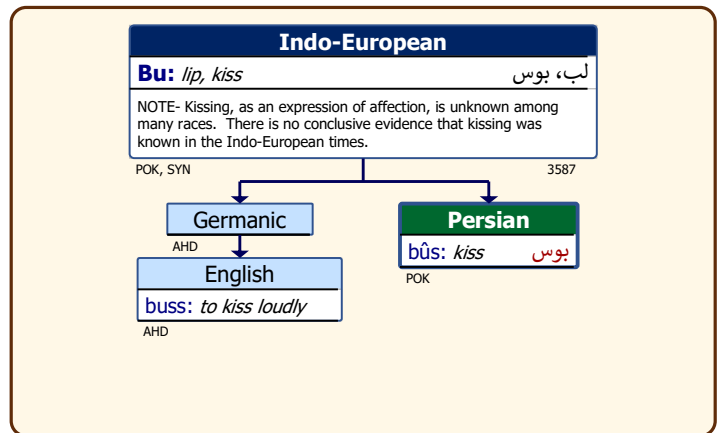 Indo-European
Bu: lip, kiss لب، بوس
NOTE- Kissing, as an expression of affection, is unknown among
many races. There is no conclusive evidence that kissing was
known in the Indo-European times.
POK, SYN 3587
Germanic
AHD
English
buss: to kiss loudly
AHD
Persian
bûs: kiss بوس
POK